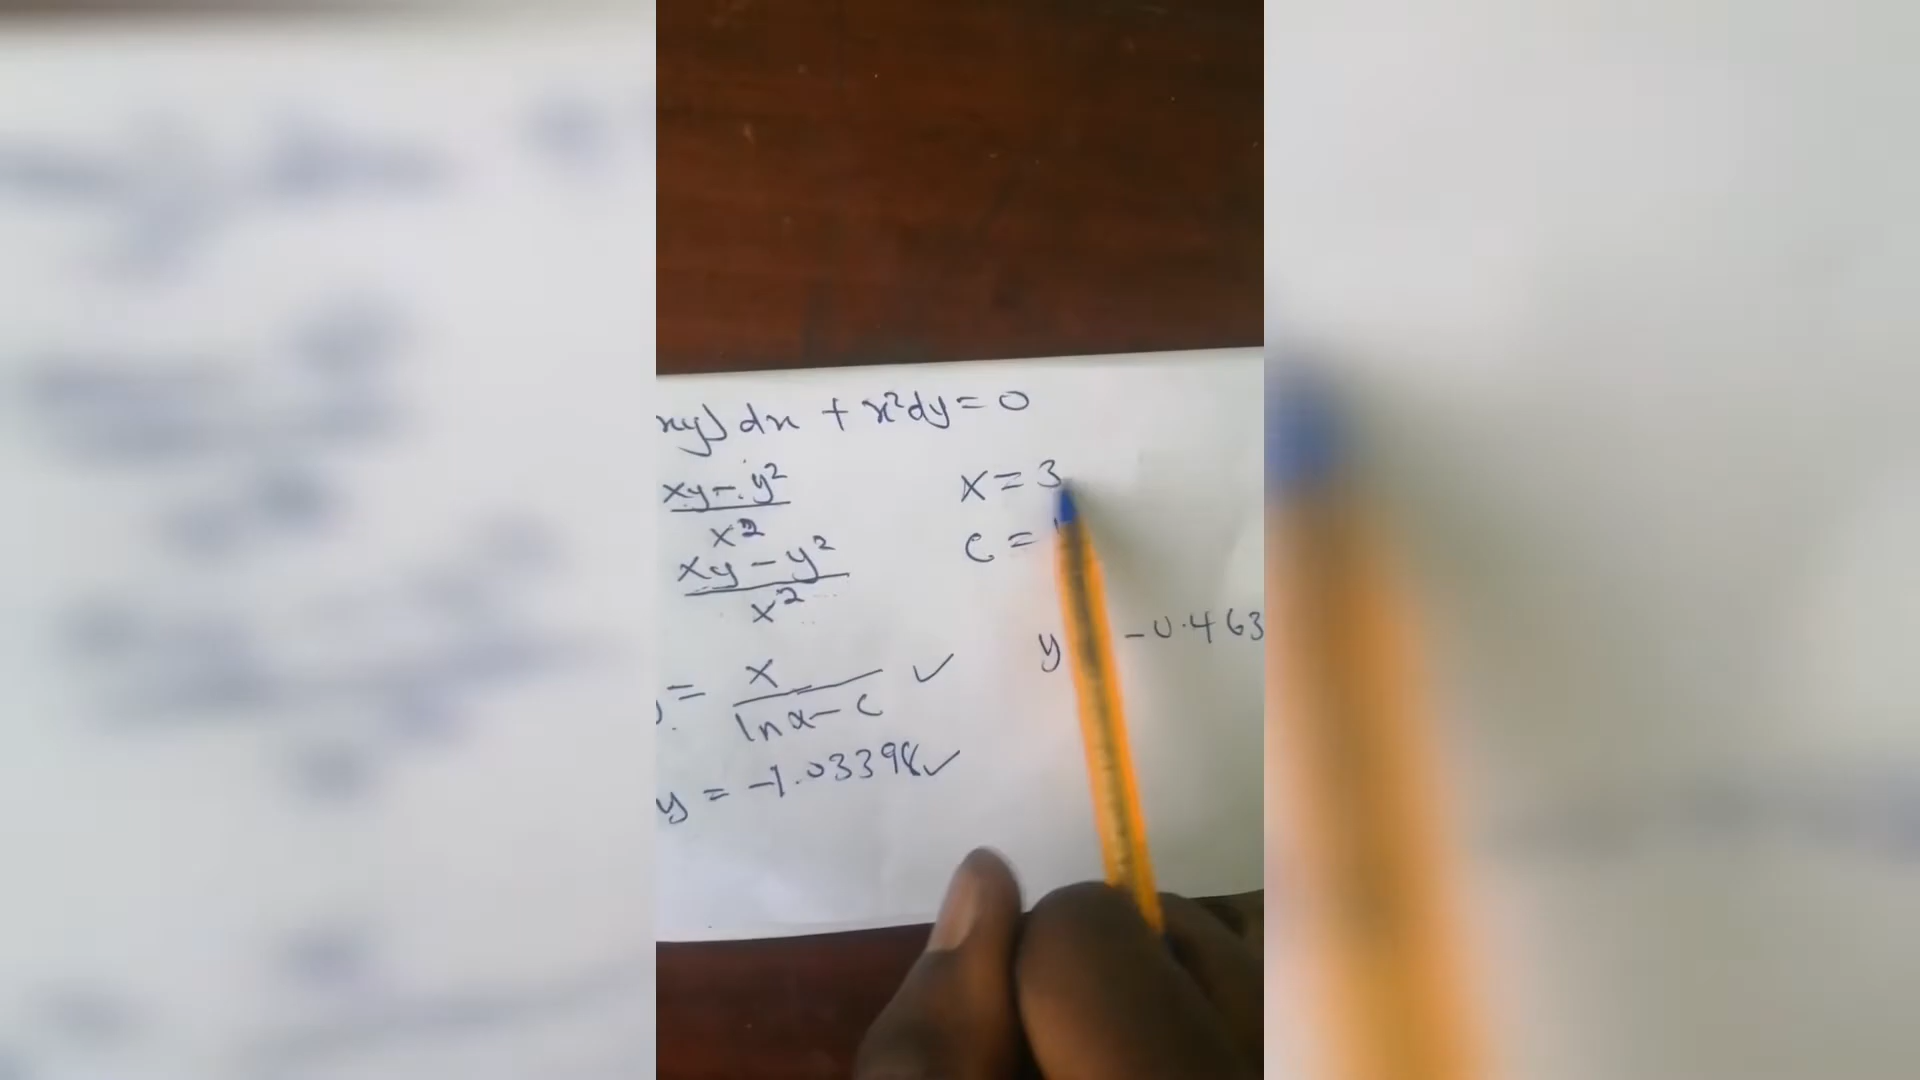 xy) dx + x²dy = 0
xy - y²
x²
xy - y²
x²
x = 3
c =
y -0.463
= x
ln x - c
y = -1.03398